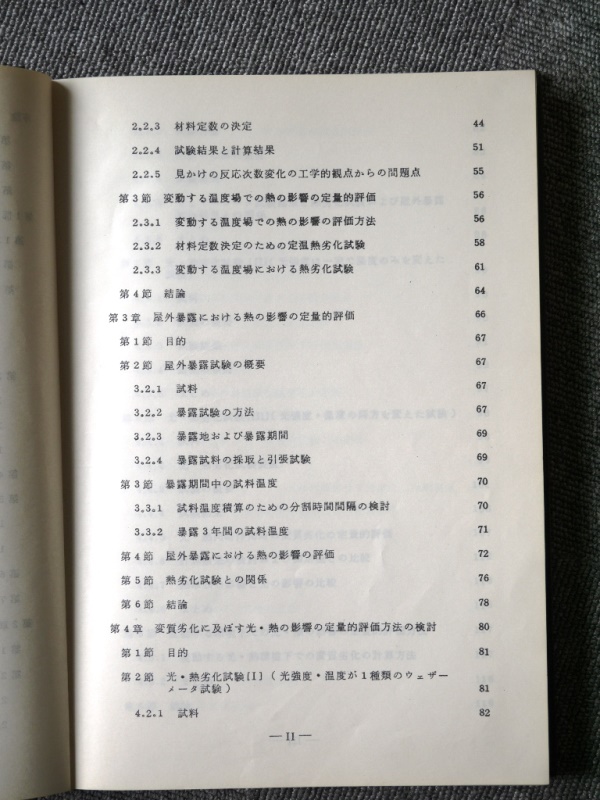 2.2.3 材料定数の決定 44
2.2.4 試験結果と計算結果 51
2.2.5 見かけの反応次数変化の工学的観点からの問題点 55
第3節 変動する温度場での熱の影響の定量的評価 56
2.3.1 変動する温度場での熱の影響の評価方法 56
2.3.2 材料定数決定のための定温熱劣化試験 58
2.3.3 変動する温度場における熱劣化試験 61
第4節 結論 64
第3章 屋外暴露における熱の影響の定量的評価 66
第1節 目的 67
第2節 屋外暴露試験の概要 67
3.2.1 試料 67
3.2.2 暴露試験の方法 67
3.2.3 暴露地および暴露期間 69
3.2.4 暴露試料の採取と引張試験 69
第3節 暴露期間中の試料温度 70
3.3.1 試料温度積算のための分割時間間隔の検討 70
3.3.2 暴露3年間の試料温度 71
第4節 屋外暴露における熱の影響の評価 72
第5節 熱劣化試験との関係 76
第6節 結論 78
第4章 変質劣化に及ぼす光・熱の影響の定量的評価方法の検討 80
第1節 目的 81
第2節 光・熱劣化試験[I](光強度・温度が1種類のウェザー
メータ試験) 81
4.2.1 試料 82
—II—